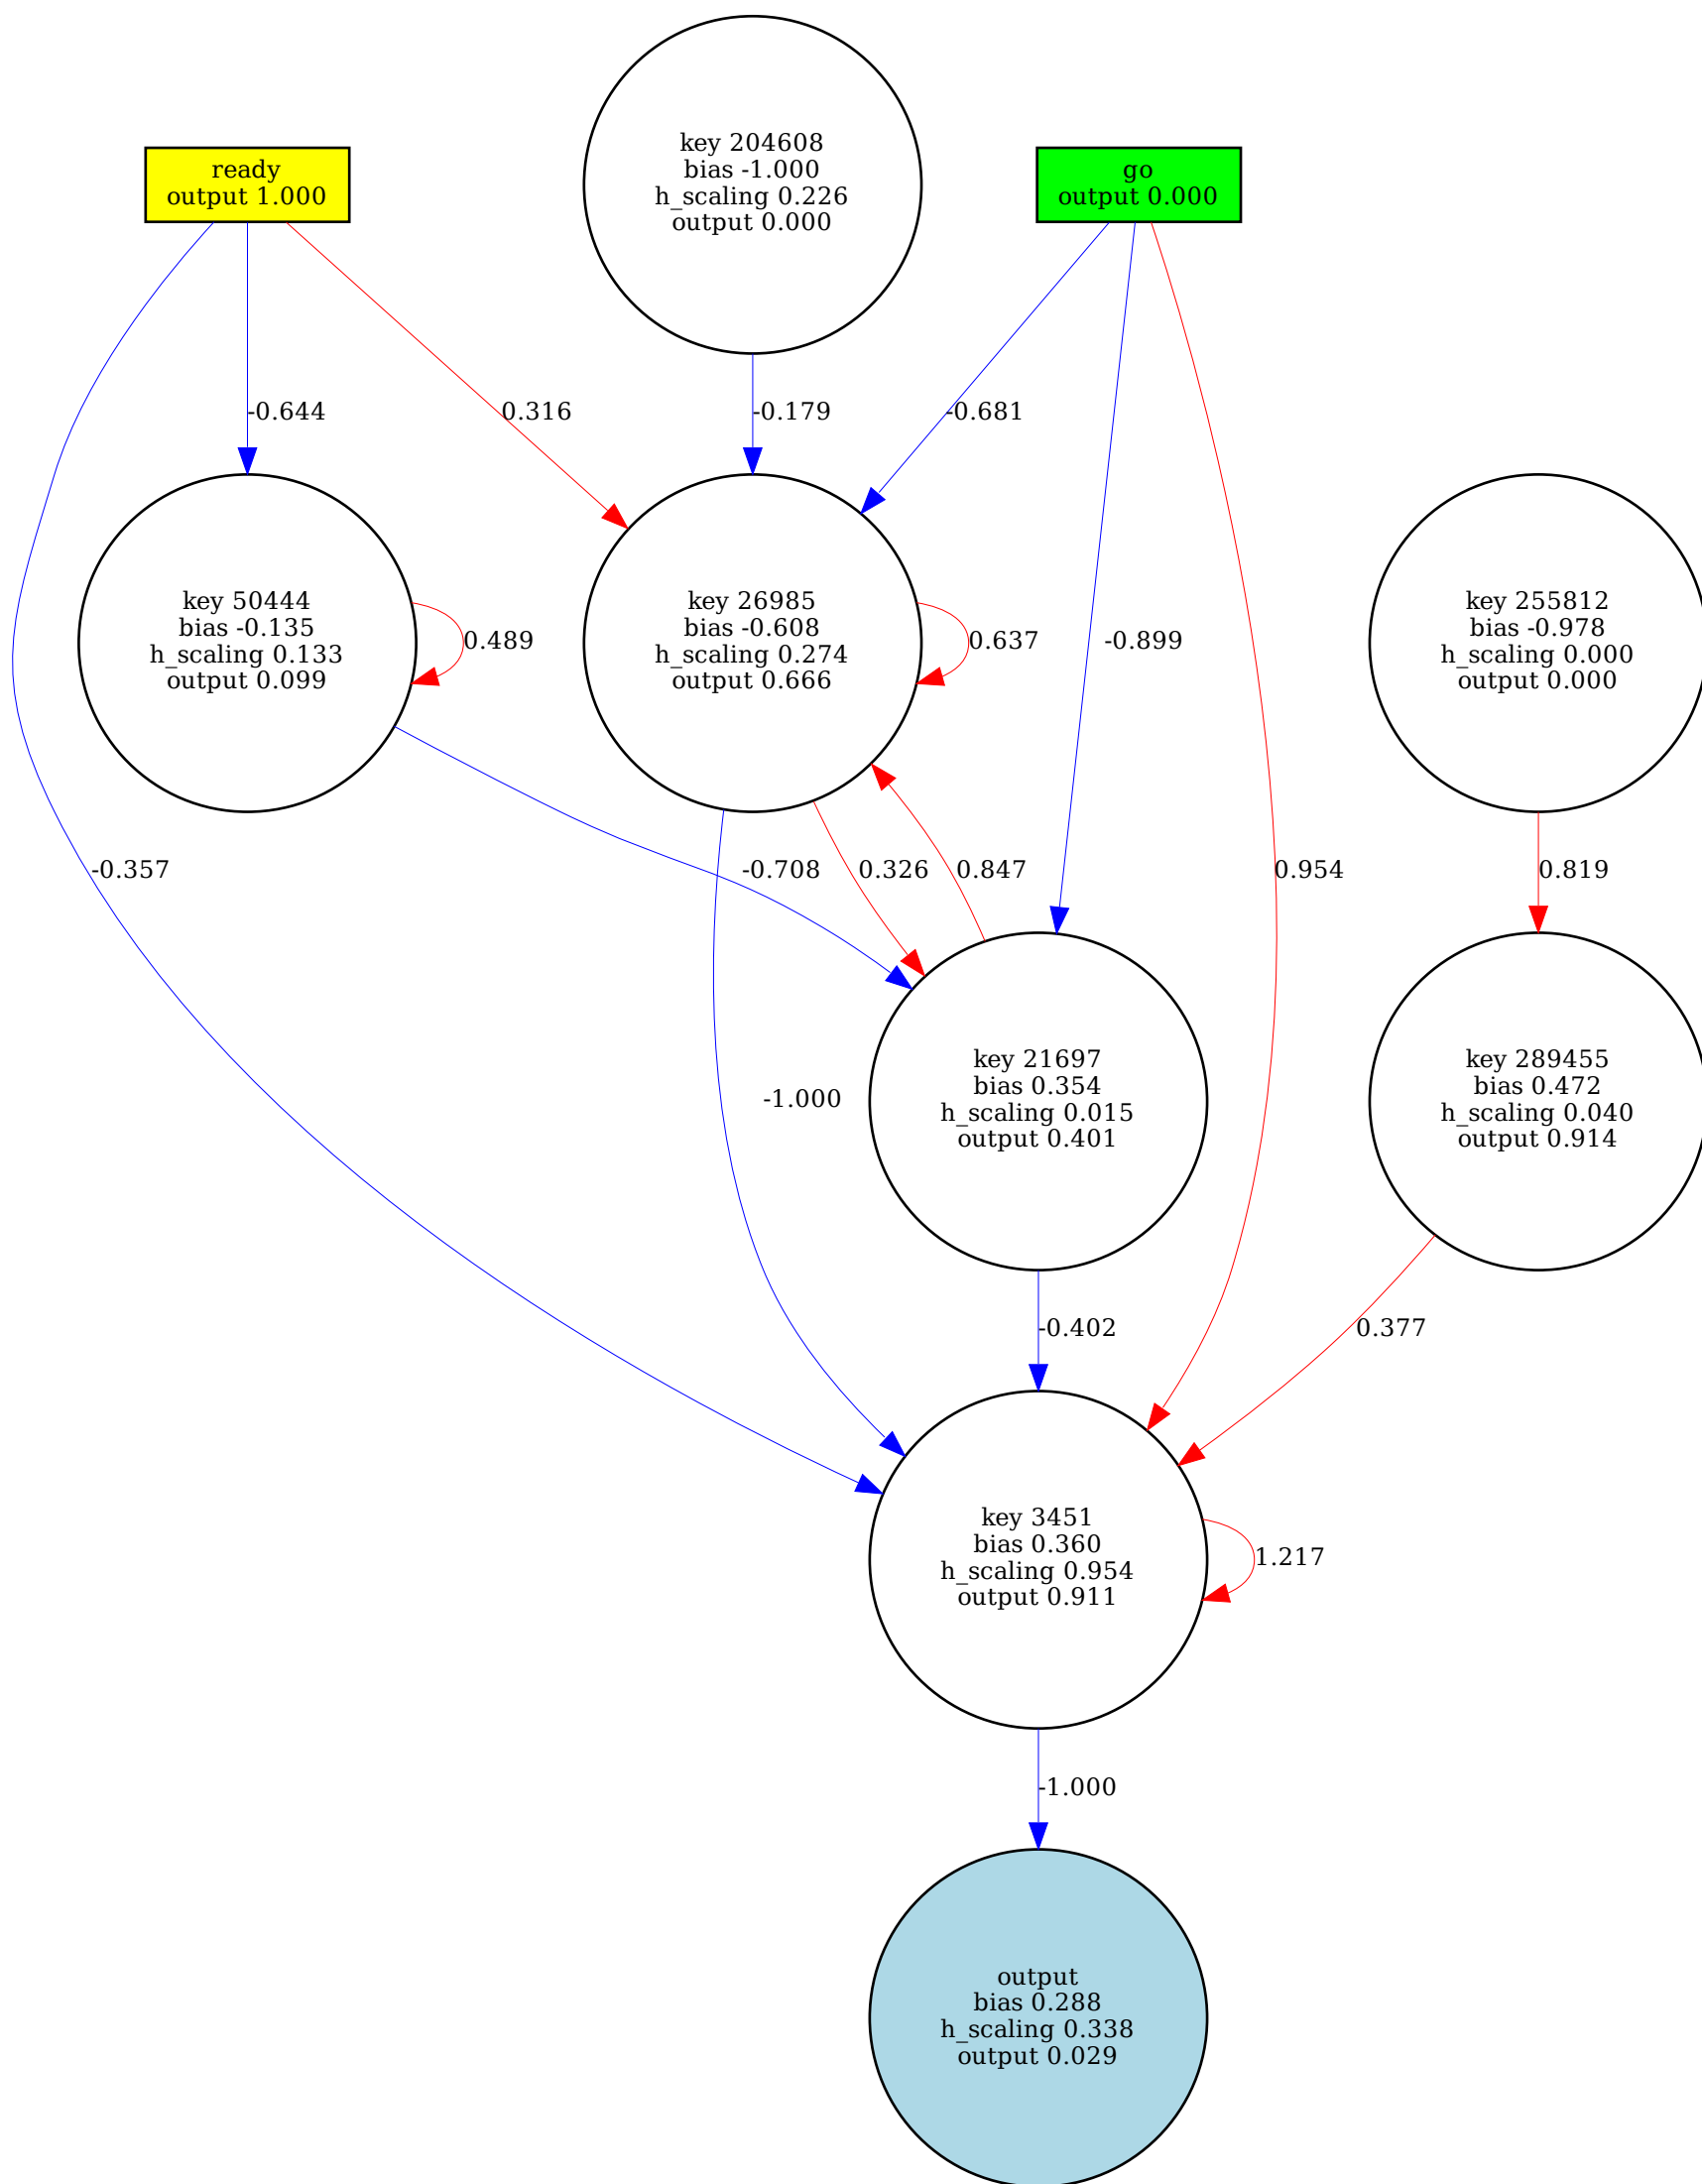 key 204608
bias -1.000
h_scaling 0.226
output 0.000
ready
output 1.000
go
output 0.000
-0.644
0.316
-0.179
-0.681
key 50444
bias -0.135
h_scaling 0.133
output 0.099
0.489
key 26985
bias -0.608
h_scaling 0.274
output 0.666
0.637
-0.899
key 255812
bias -0.978
h_scaling 0.000
output 0.000
-0.357
-0.708
0.326
0.847
0.954
0.819
-1.000
key 21697
bias 0.354
h_scaling 0.015
output 0.401
key 289455
bias 0.472
h_scaling 0.040
output 0.914
-0.402
0.377
key 3451
bias 0.360
h_scaling 0.954
output 0.911
1.217
-1.000
output
bias 0.288
h_scaling 0.338
output 0.029